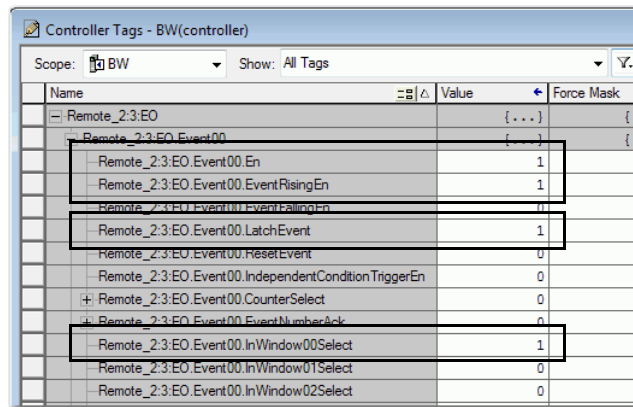 Controller Tags - BW(controller)
Scope: BW Show: All Tags
Name Value Force Mask
Remote_2:3:EO {...} {
Remote_2:3:EO.Event00 {...} {
Remote_2:3:EO.Event00.En 1
Remote_2:3:EO.Event00.EventRisingEn 1
Remote_2:3:EO.Event00.EventFallingEn 0
Remote_2:3:EO.Event00.LatchEvent 1
Remote_2:3:EO.Event00.ResetEvent 0
Remote_2:3:EO.Event00.IndependentConditionTriggerEn 0
Remote_2:3:EO.Event00.CounterSelect 0
Remote_2:3:EO.Event00.EventNumberAck 0
Remote_2:3:EO.Event00.InWindow00Select 1
Remote_2:3:EO.Event00.InWindow01Select 0
Remote_2:3:EO.Event00.InWindow02Select 0